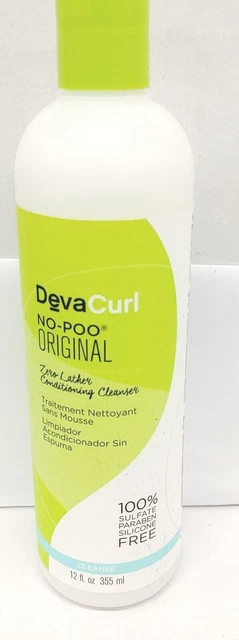 DevaCurl
NO-POO®
ORIGINAL
Zero Lather
Conditioning Cleanser
Traitement Nettoyant
Sans Mousse
Limpiador
Acondicionador Sin
Espuma
100%
SULFATE
PARABEN
SILICONE
FREE
CLEANSE
12 fl. oz 355 ml